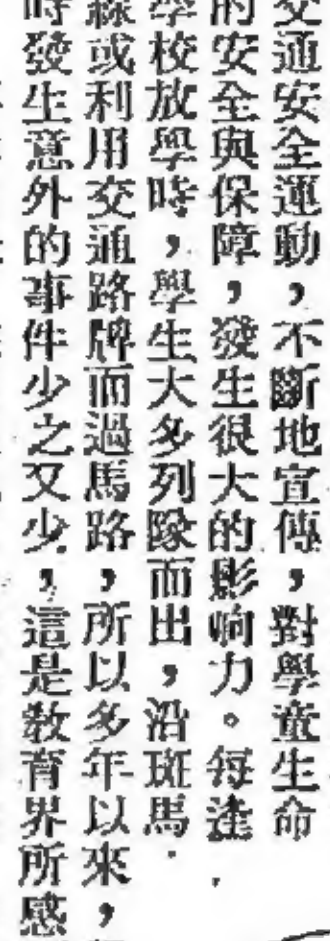 交通安全運動，不斷地宣傳，對學童生命
的安全與保障，發生很大的影响力。每逢
學校放學時，學生大多列隊而出，沿斑馬
線或利用交通路牌而過馬路，所以多年以來，
時發生意外的事件少之又少，這是教育界所感